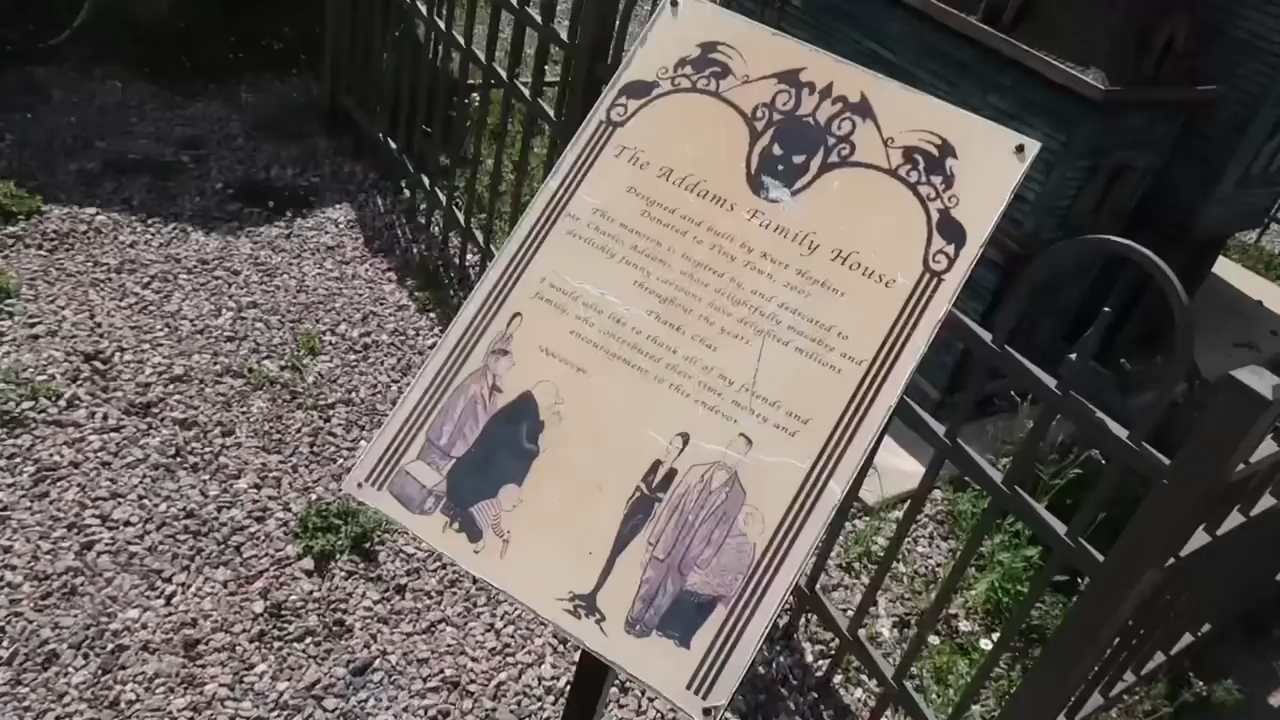 The Addams Family House
Designed and built by Kurt Hopkins
Donated to Tiny Town, 2007
This mansion is inspired by, and dedicated to
Mr. Charles Addams, whose delightfully macabre and
devilishly funny cartoons have delighted millions
throughout the years.
Thanks Chas
I would also like to thank all of my friends and
family, who contributed their time, money and
encouragement in this endevor.